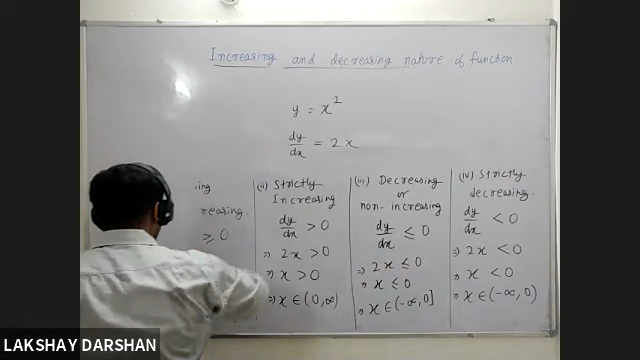 Increasing and decreasing nature of function
y = x²
dy/dx = 2x
reasing.
≥ 0
(ii) Strictly
Increasing
dy/dx > 0
⇒ 2x > 0
⇒ x > 0
⇒ x ∈ (0, ∞)
(iii) Decreasing
or
non-increasing
dy/dx ≤ 0
⇒ 2x ≤ 0
⇒ x ≤ 0
⇒ x ∈ (-∞, 0]
(iv) Strictly
decreasing.
dy/dx < 0
⇒ 2x < 0
⇒ x < 0
⇒ x ∈ (-∞, 0)
LAKSHAY DARSHAN